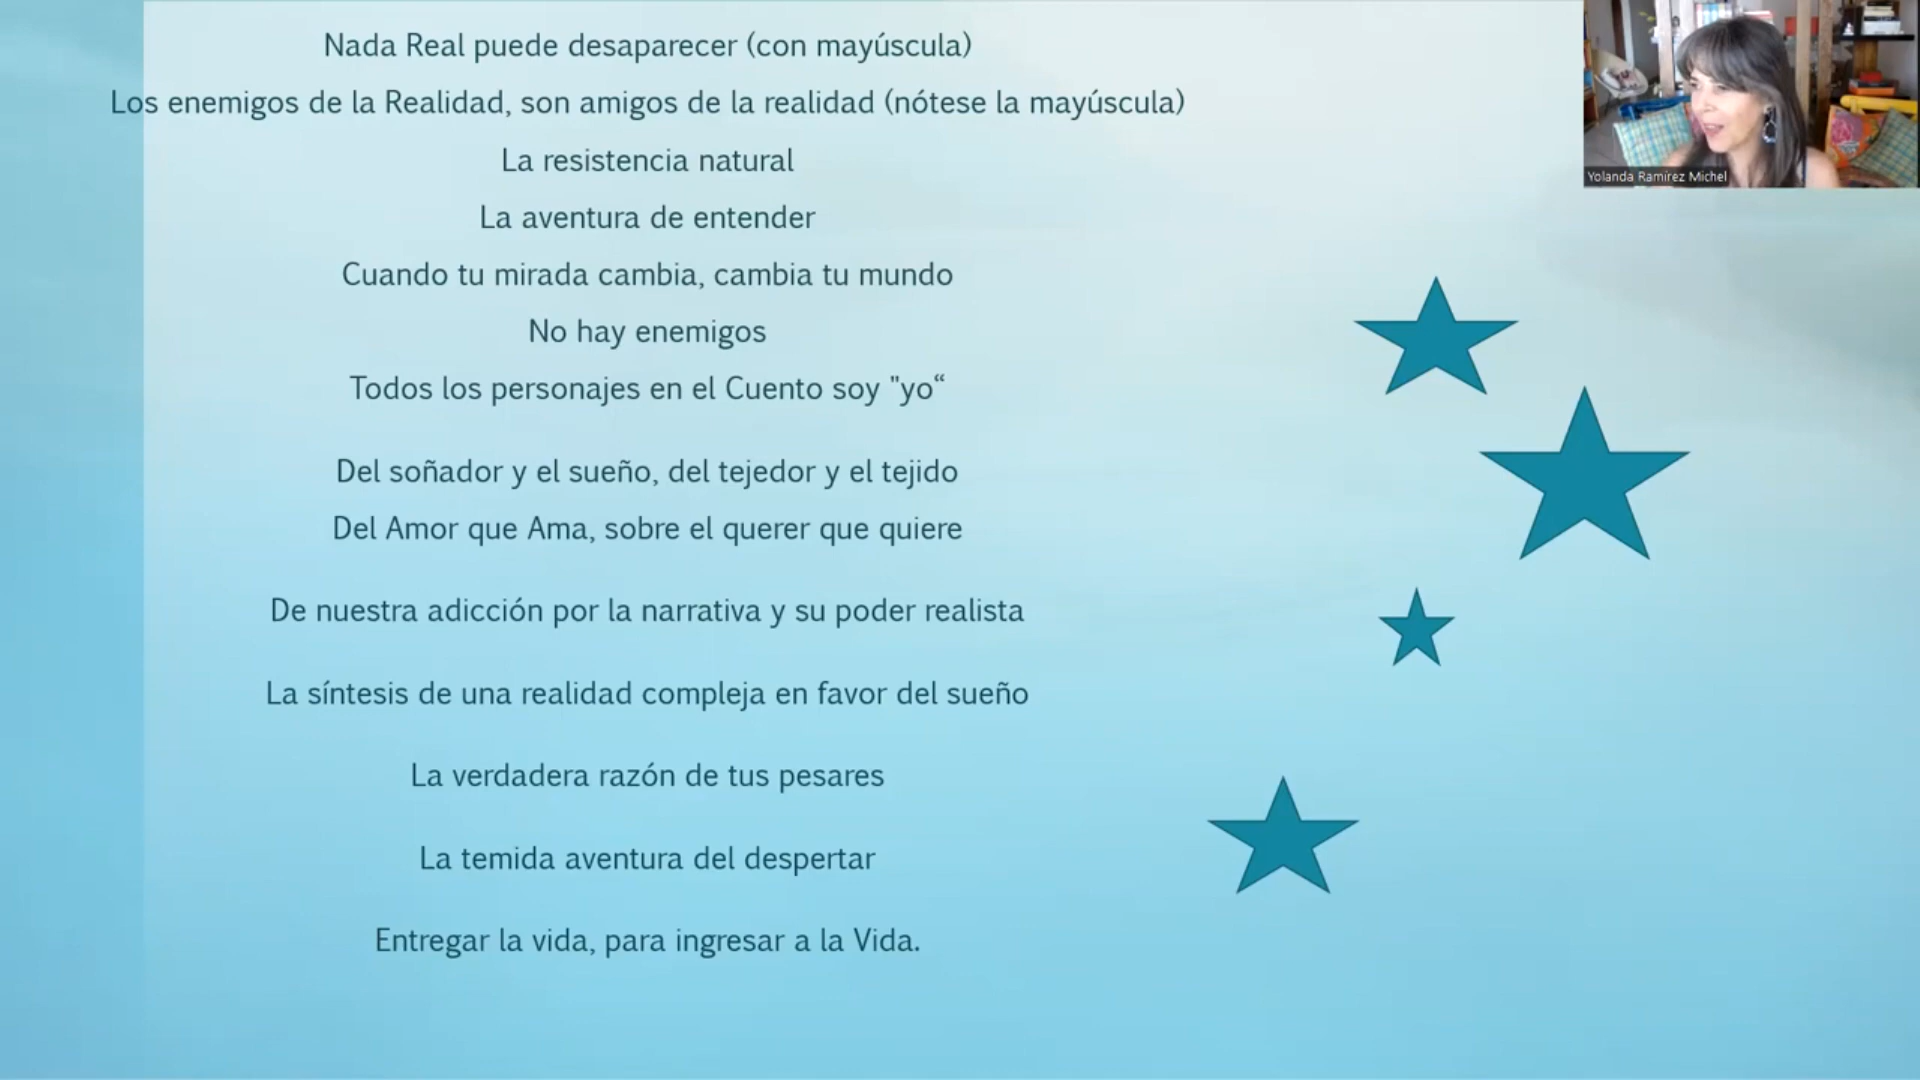 Nada Real puede desaparecer (con mayúscula)
Los enemigos de la Realidad, son amigos de la realidad (nótese la mayúscula)
La resistencia natural
La aventura de entender
Cuando tu mirada cambia, cambia tu mundo
No hay enemigos
Todos los personajes en el Cuento soy "yo“
Del soñador y el sueño, del tejedor y el tejido
Del Amor que Ama, sobre el querer que quiere
De nuestra adicción por la narrativa y su poder realista
La síntesis de una realidad compleja en favor del sueño
La verdadera razón de tus pesares
La temida aventura del despertar
Entregar la vida, para ingresar a la Vida.
Yolanda Ramírez Michel